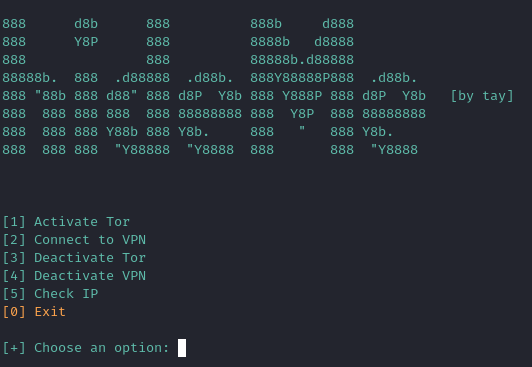 888      d8b      888          888b     d888
888      Y8P      888          8888b   d8888
888               888          88888b.d88888
88888b.  888  .d88888  .d88b.  888Y88888P888  .d88b.
888 "88b 888 d88" 888 d8P  Y8b 888 Y888P 888 d8P  Y8b   [by tay]
888  888 888 888  888 88888888 888  Y8P  888 88888888
888  888 888 Y88b 888 Y8b.     888   "   888 Y8b.
888  888 888  "Y88888  "Y8888  888       888  "Y8888
[1] Activate Tor
[2] Connect to VPN
[3] Deactivate Tor
[4] Deactivate VPN
[5] Check IP
[0] Exit
[+] Choose an option: